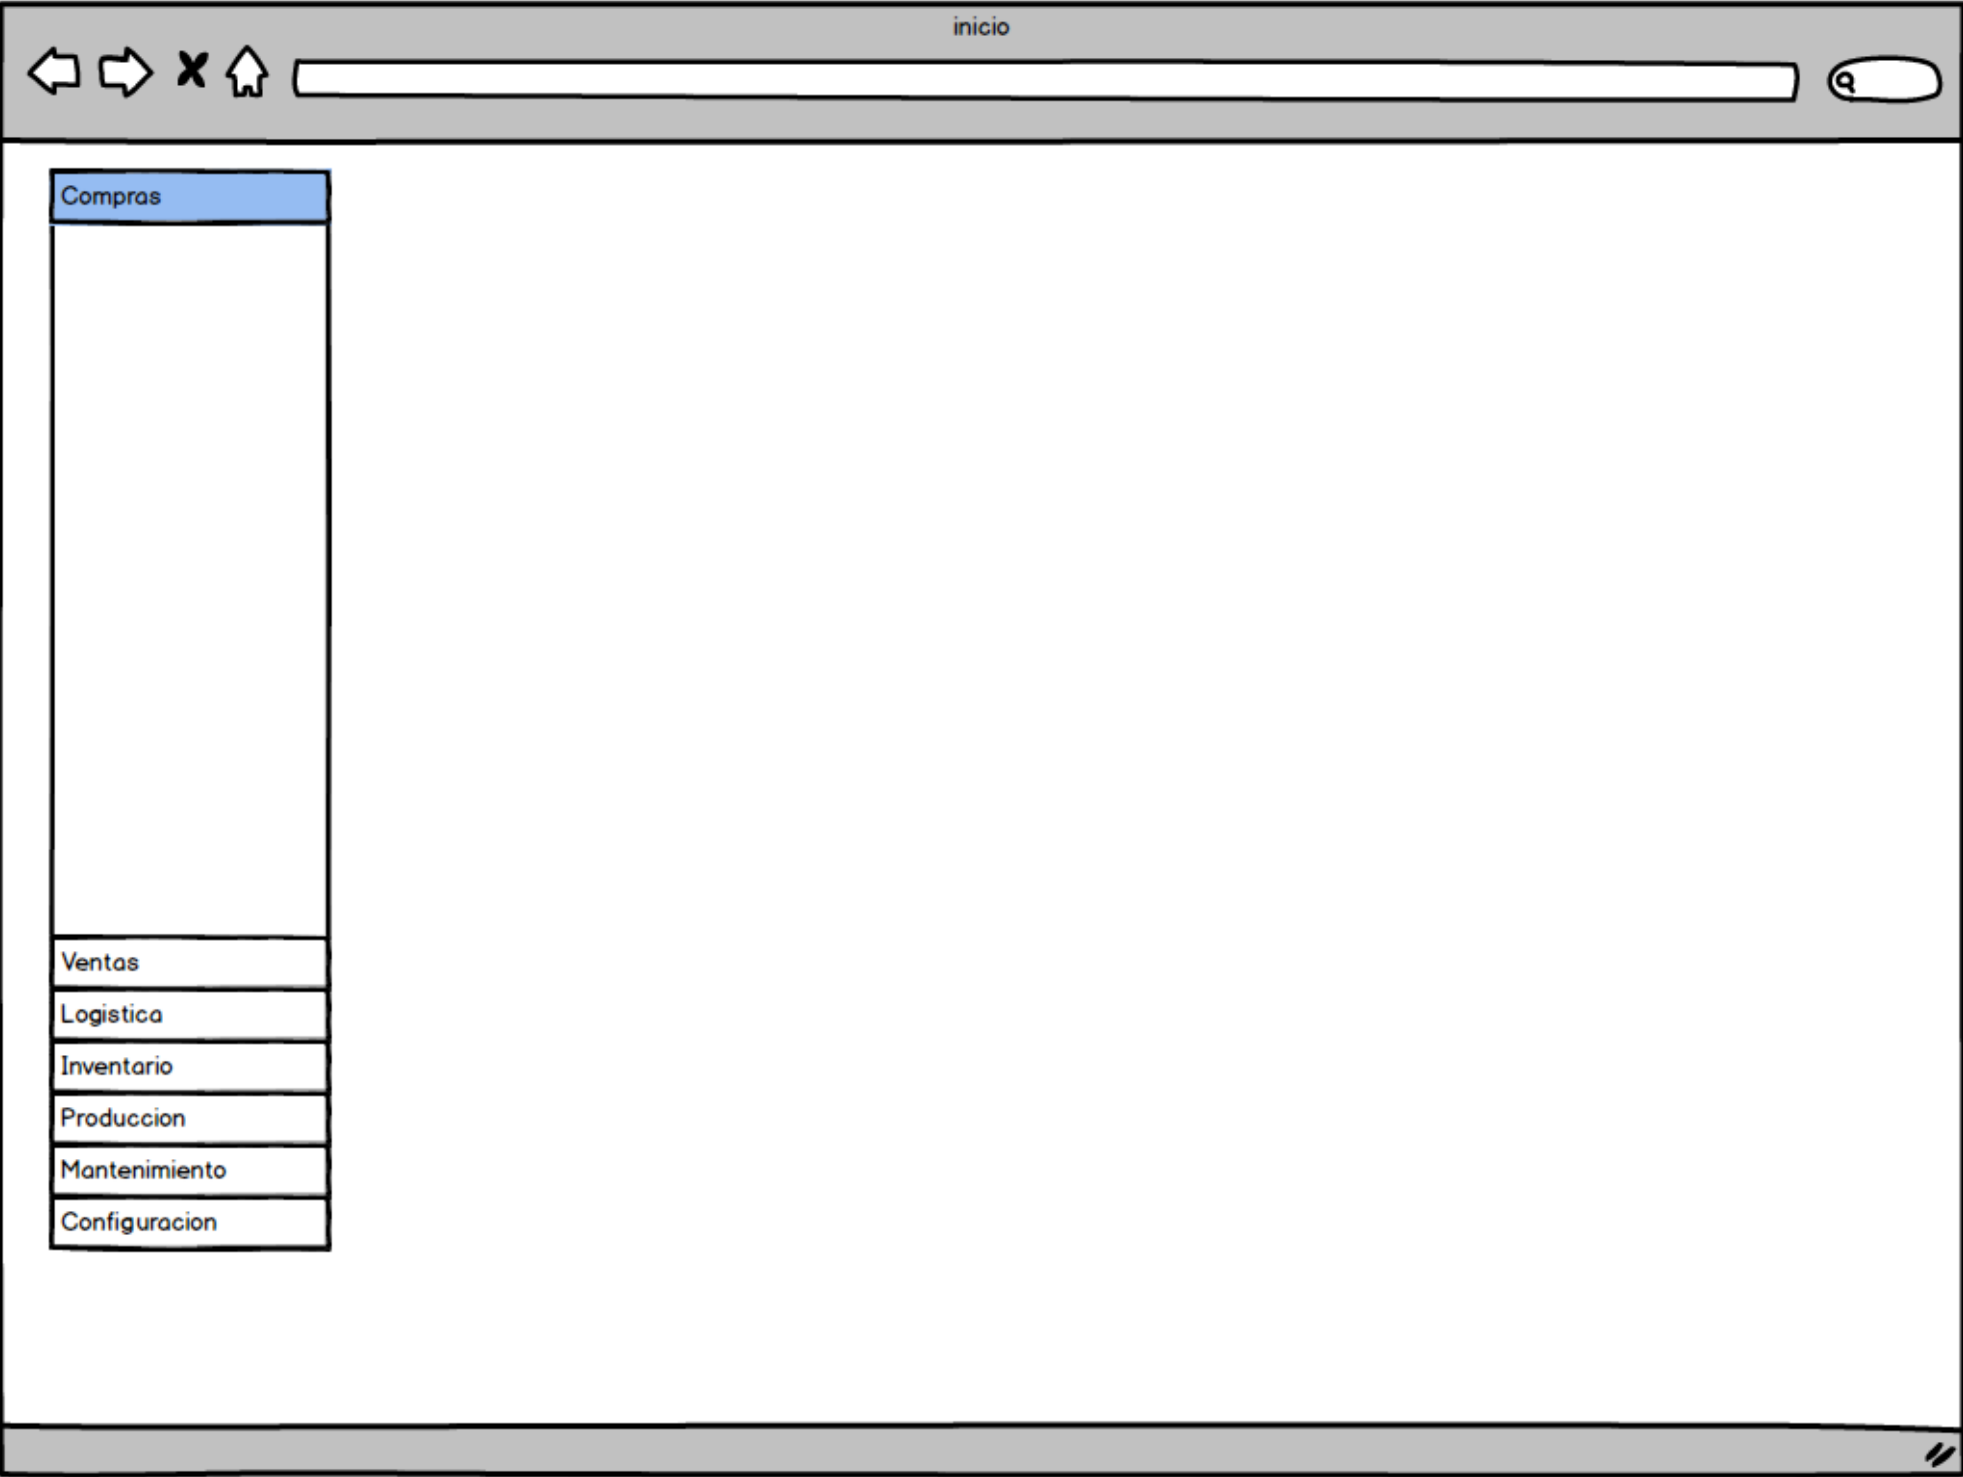 inicio
Compras
Ventas
Logistica
Inventario
Produccion
Mantenimiento
Configuracion